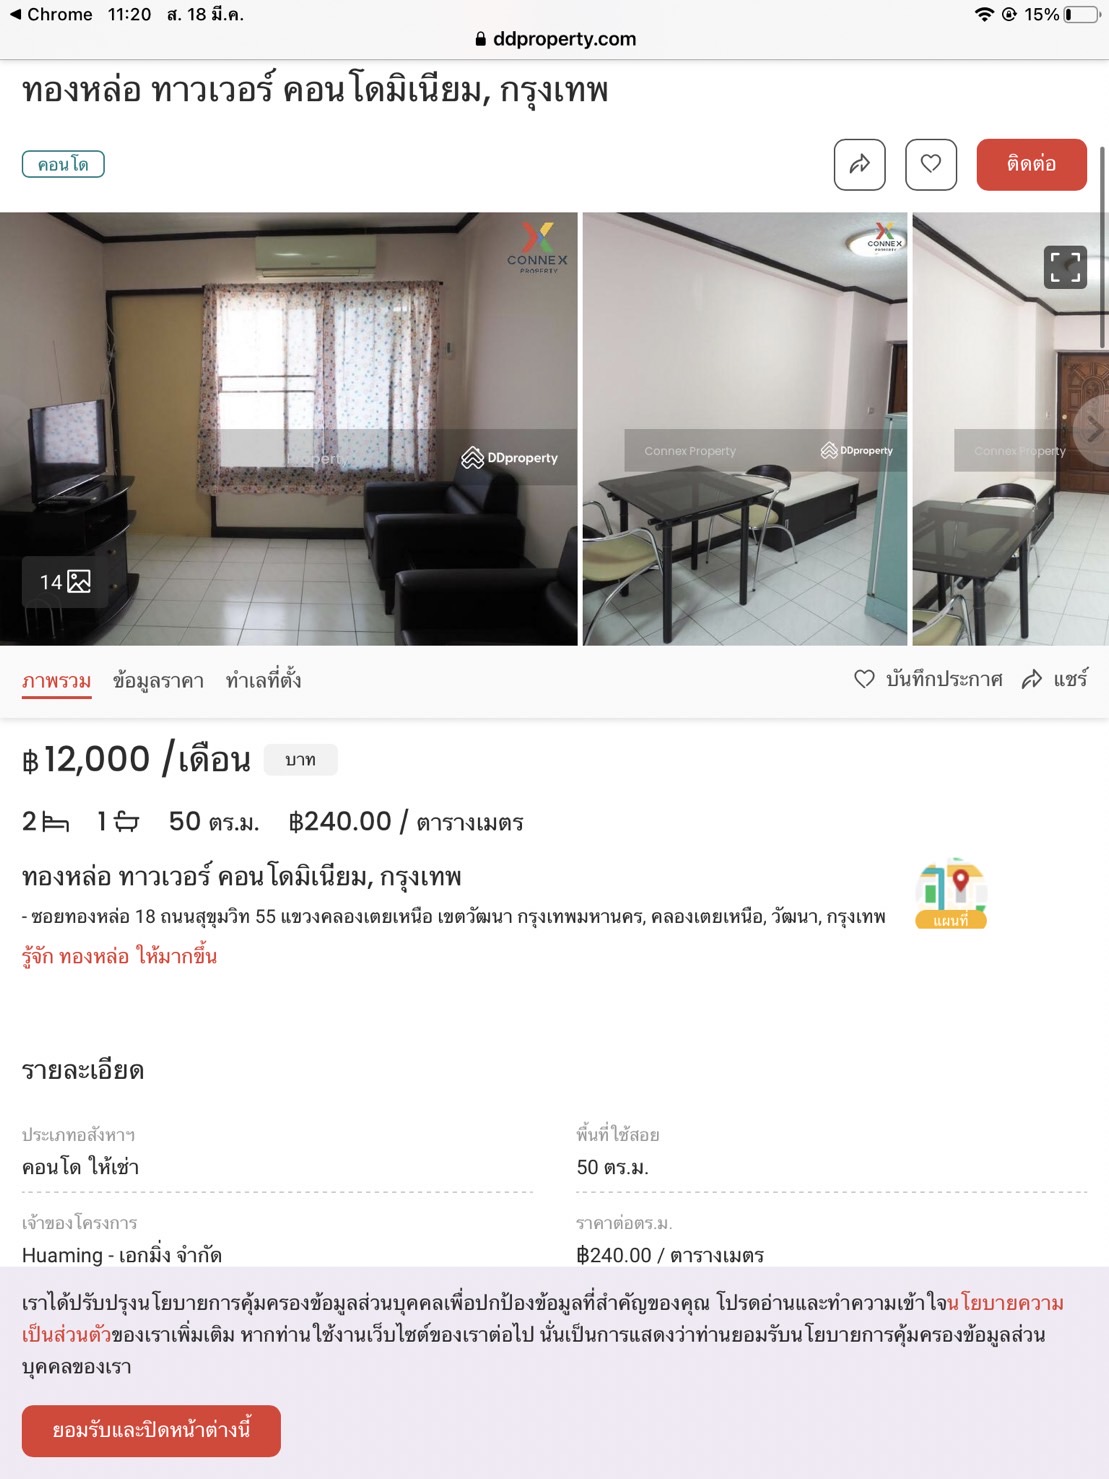 Chrome 11:20 ส. 18 มี.ค. 15%
ddproperty.com
ทองหล่อ ทาวเวอร์ คอนโดมิเนียม, กรุงเทพ
คอนโด
ติดต่อ
CONNEX
PROPERTY
CONNEX
PROPERTY
Property
DDproperty
Connex Property
DDproperty
Connex Property
14
ภาพรวม ข้อมูลราคา ทำเลที่ตั้ง บันทึกประกาศ แชร์
฿12,000 /เดือน บาท
2 1 50 ตร.ม. ฿240.00 / ตารางเมตร
ทองหล่อ ทาวเวอร์ คอนโดมิเนียม, กรุงเทพ
- ซอยทองหล่อ 18 ถนนสุขุมวิท 55 แขวงคลองเตยเหนือ เขตวัฒนา กรุงเทพมหานคร, คลองเตยเหนือ, วัฒนา, กรุงเทพ
แผนที่
รู้จัก ทองหล่อ ให้มากขึ้น
รายละเอียด
ประเภทอสังหาฯ
คอนโด ให้เช่า
พื้นที่ใช้สอย
50 ตร.ม.
เจ้าของโครงการ
Huaming - เอกมิ่ง จำกัด
ราคาต่อตร.ม.
฿240.00 / ตารางเมตร
เราได้ปรับปรุงนโยบายการคุ้มครองข้อมูลส่วนบุคคลเพื่อปกป้องข้อมูลที่สำคัญของคุณ โปรดอ่านและทำความเข้าใจนโยบายความ
เป็นส่วนตัวของเราเพิ่มเติม หากท่านใช้งานเว็บไซต์ของเราต่อไป นั่นเป็นการแสดงว่าท่านยอมรับนโยบายการคุ้มครองข้อมูลส่วน
บุคคลของเรา
ยอมรับและปิดหน้าต่างนี้